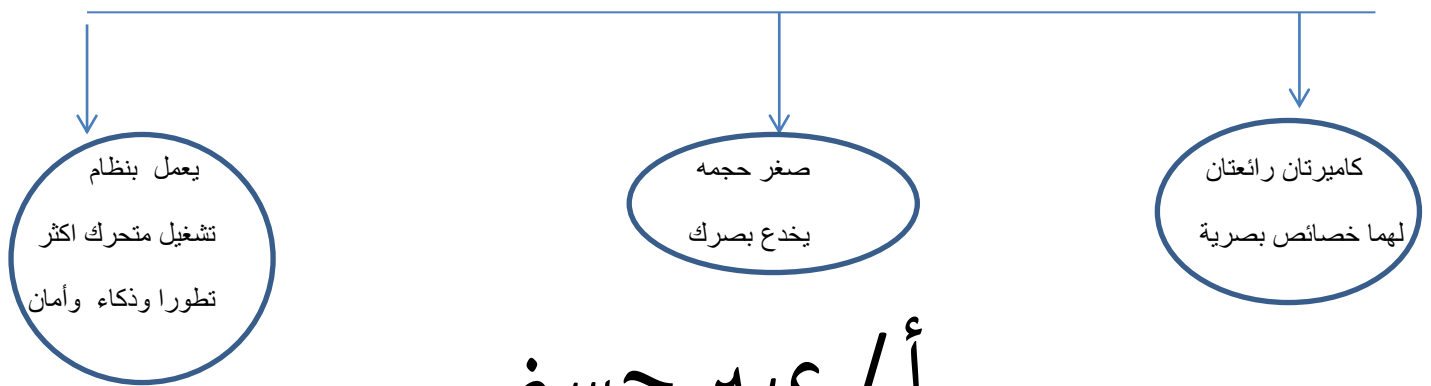 كاميرتان رائعتان
لهما خصائص بصرية
صغر حجمه
يخدع بصرك
يعمل بنظام
تشغيل متحرك اكثر
تطورا وذكاء وأمان
أ/